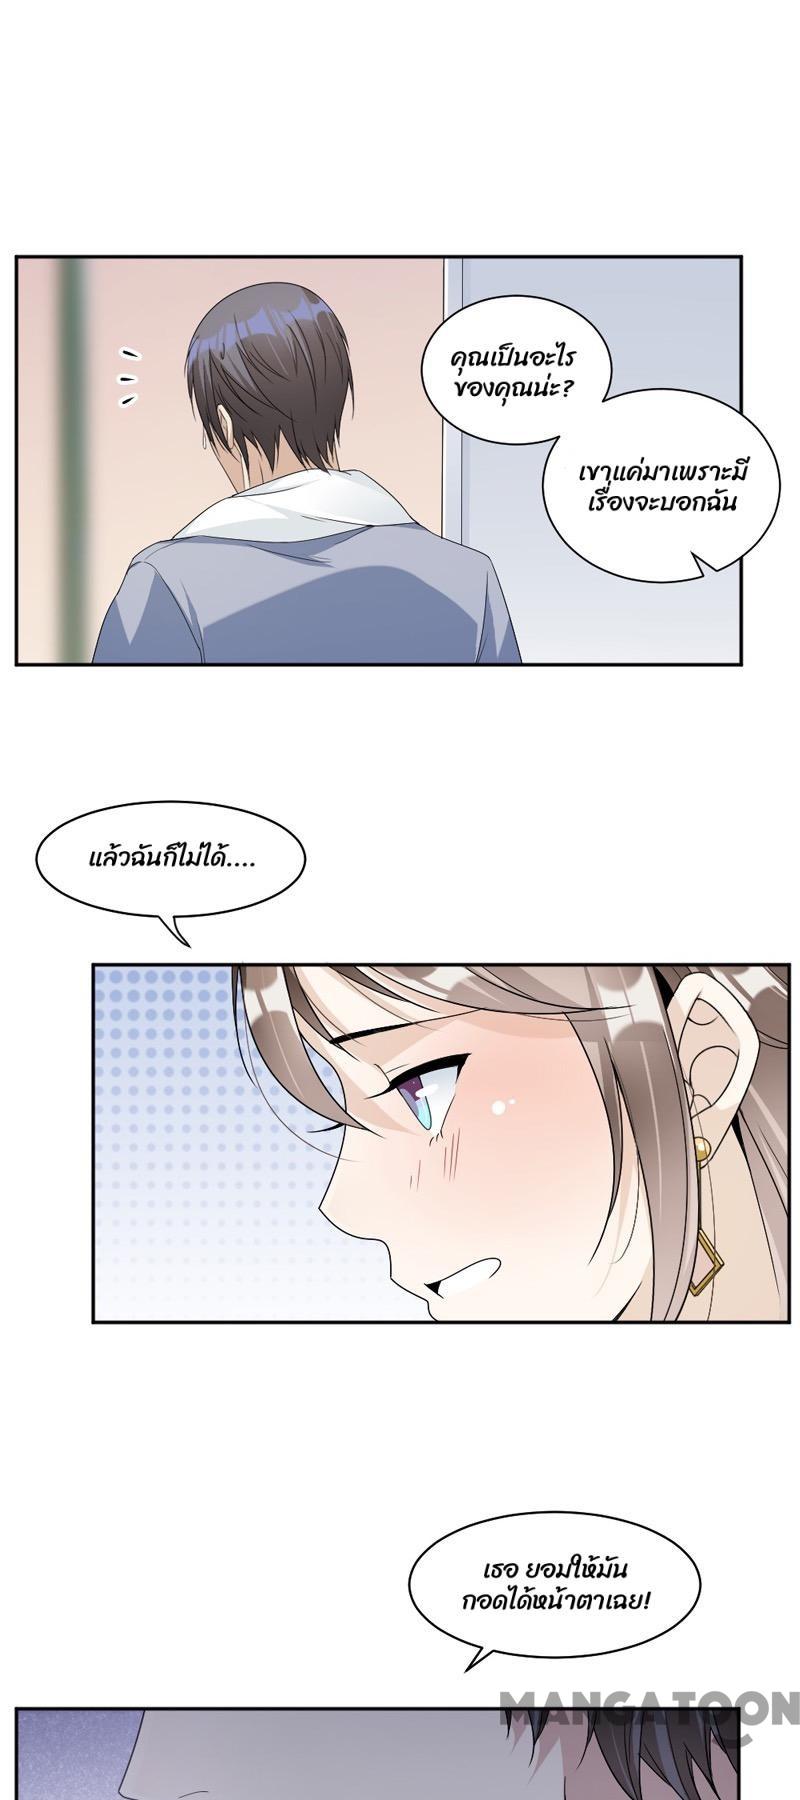 คุณเป็นอะไร
ของคุณน่ะ?
เขาแค่มาเพราะมี
เรื่องจะบอกฉัน
แล้วฉันก็ไม่ได้....
เธอ ยอมให้มัน
กอดได้หน้าตาเฉย!
MANGATOON